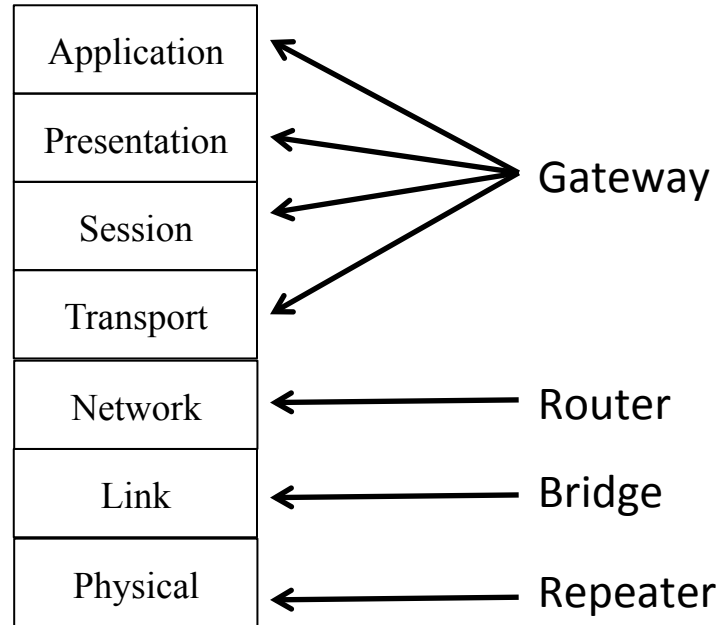 Application
Presentation
Session
Transport
Network
Link
Physical
Gateway
Router
Bridge
Repeater